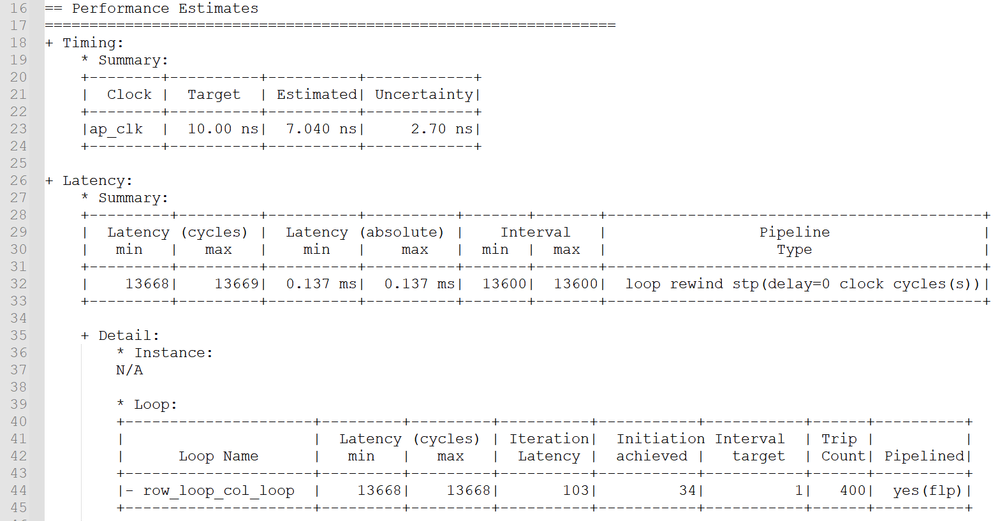 16 == Performance Estimates
17 ================================================================
18 + Timing:
19     * Summary:
20     +--------+----------+----------+------------+
21     |  Clock |  Target  | Estimated| Uncertainty|
22     +--------+----------+----------+------------+
23     |ap_clk  |  10.00 ns|  7.040 ns|     2.70 ns|
24     +--------+----------+----------+------------+
25
26 + Latency:
27     * Summary:
28     +---------+---------+----------+----------+-------+-------+------------------------------------------+
29     |  Latency (cycles) |  Latency (absolute) |    Interval   |                 Pipeline                 |
30     |   min   |   max   |    min   |    max   |  min  |  max  |                   Type                   |
31     +---------+---------+----------+----------+-------+-------+------------------------------------------+
32     |    13668|    13669|  0.137 ms|  0.137 ms|  13600|  13600|  loop rewind stp(delay=0 clock cycles(s))|
33     +---------+---------+----------+----------+-------+-------+------------------------------------------+
34
35     + Detail:
36         * Instance:
37         N/A
38
39         * Loop:
40         +---------------------+---------+---------+----------+-----------+-----------+------+----------+
41         |                     |  Latency (cycles) | Iteration|  Initiation Interval  | Trip |          |
42         |      Loop Name      |   min   |   max   |  Latency |  achieved |   target  | Count| Pipelined|
43         +---------------------+---------+---------+----------+-----------+-----------+------+----------+
44         |- row_loop_col_loop  |    13668|    13668|       103|         34|          1|   400|  yes(flp)|
45         +---------------------+---------+---------+----------+-----------+-----------+------+----------+